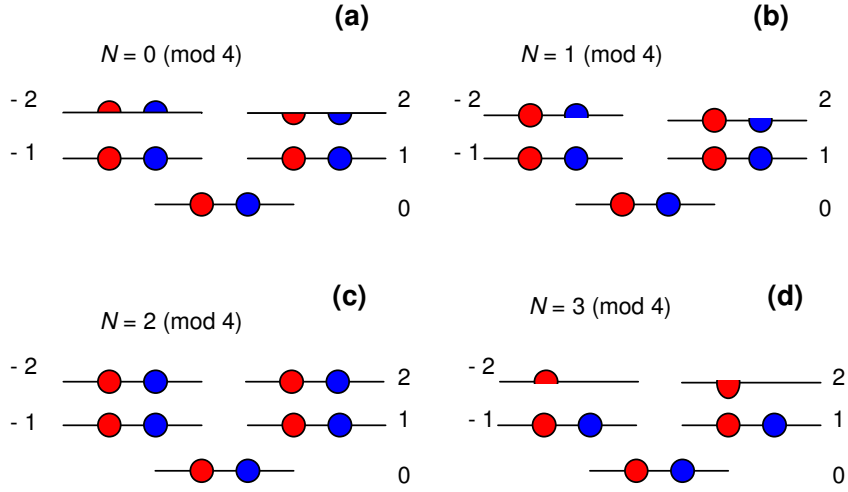 (a)
N = 0 (mod 4)
- 2
2
- 1
1
0
(b)
N = 1 (mod 4)
- 2
2
- 1
1
0
(c)
N = 2 (mod 4)
- 2
2
- 1
1
0
(d)
N = 3 (mod 4)
- 2
2
- 1
1
0